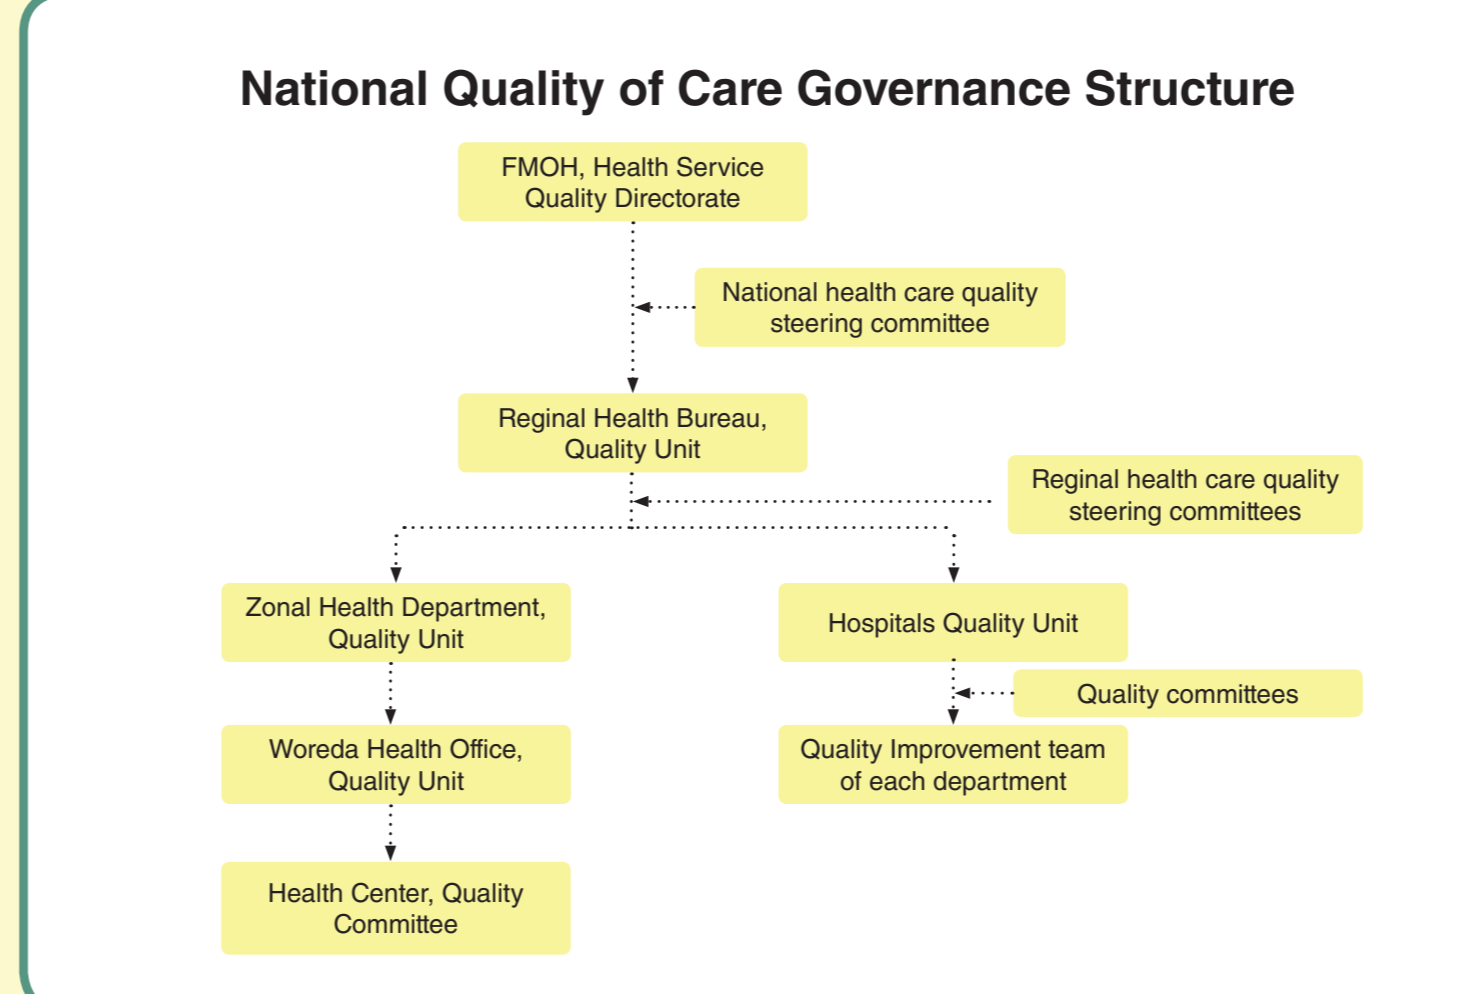 National Quality of Care Governance Structure
FMOH, Health Service
Quality Directorate
National health care quality
steering committee
Reginal Health Bureau,
Quality Unit
Reginal health care quality
steering committees
Zonal Health Department,
Quality Unit
Hospitals Quality Unit
Quality committees
Woreda Health Office,
Quality Unit
Quality Improvement team
of each department
Health Center, Quality
Committee